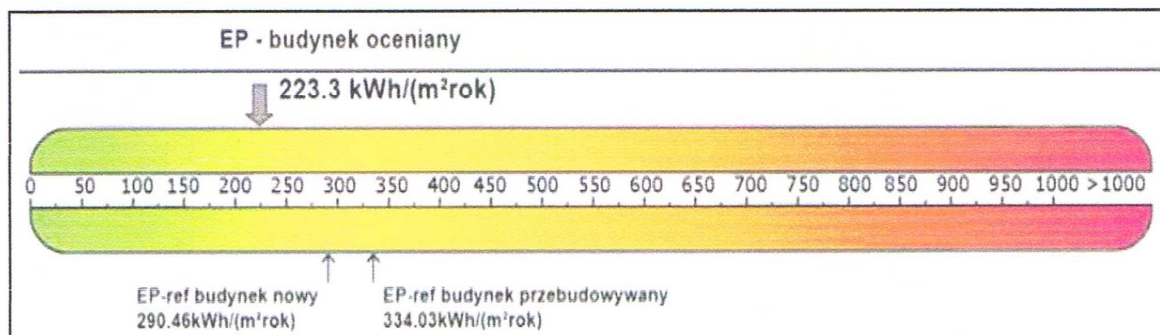 EP - budynek oceniany
223.3 kWh/(m²rok)
0 50 100 150 200 250 300 350 400 450 500 550 600 650 700 750 800 850 900 950 1000 >1000
EP-ref budynek nowy
290.46kWh/(m²rok)
EP-ref budynek przebudowywany
334.03kWh/(m²rok)